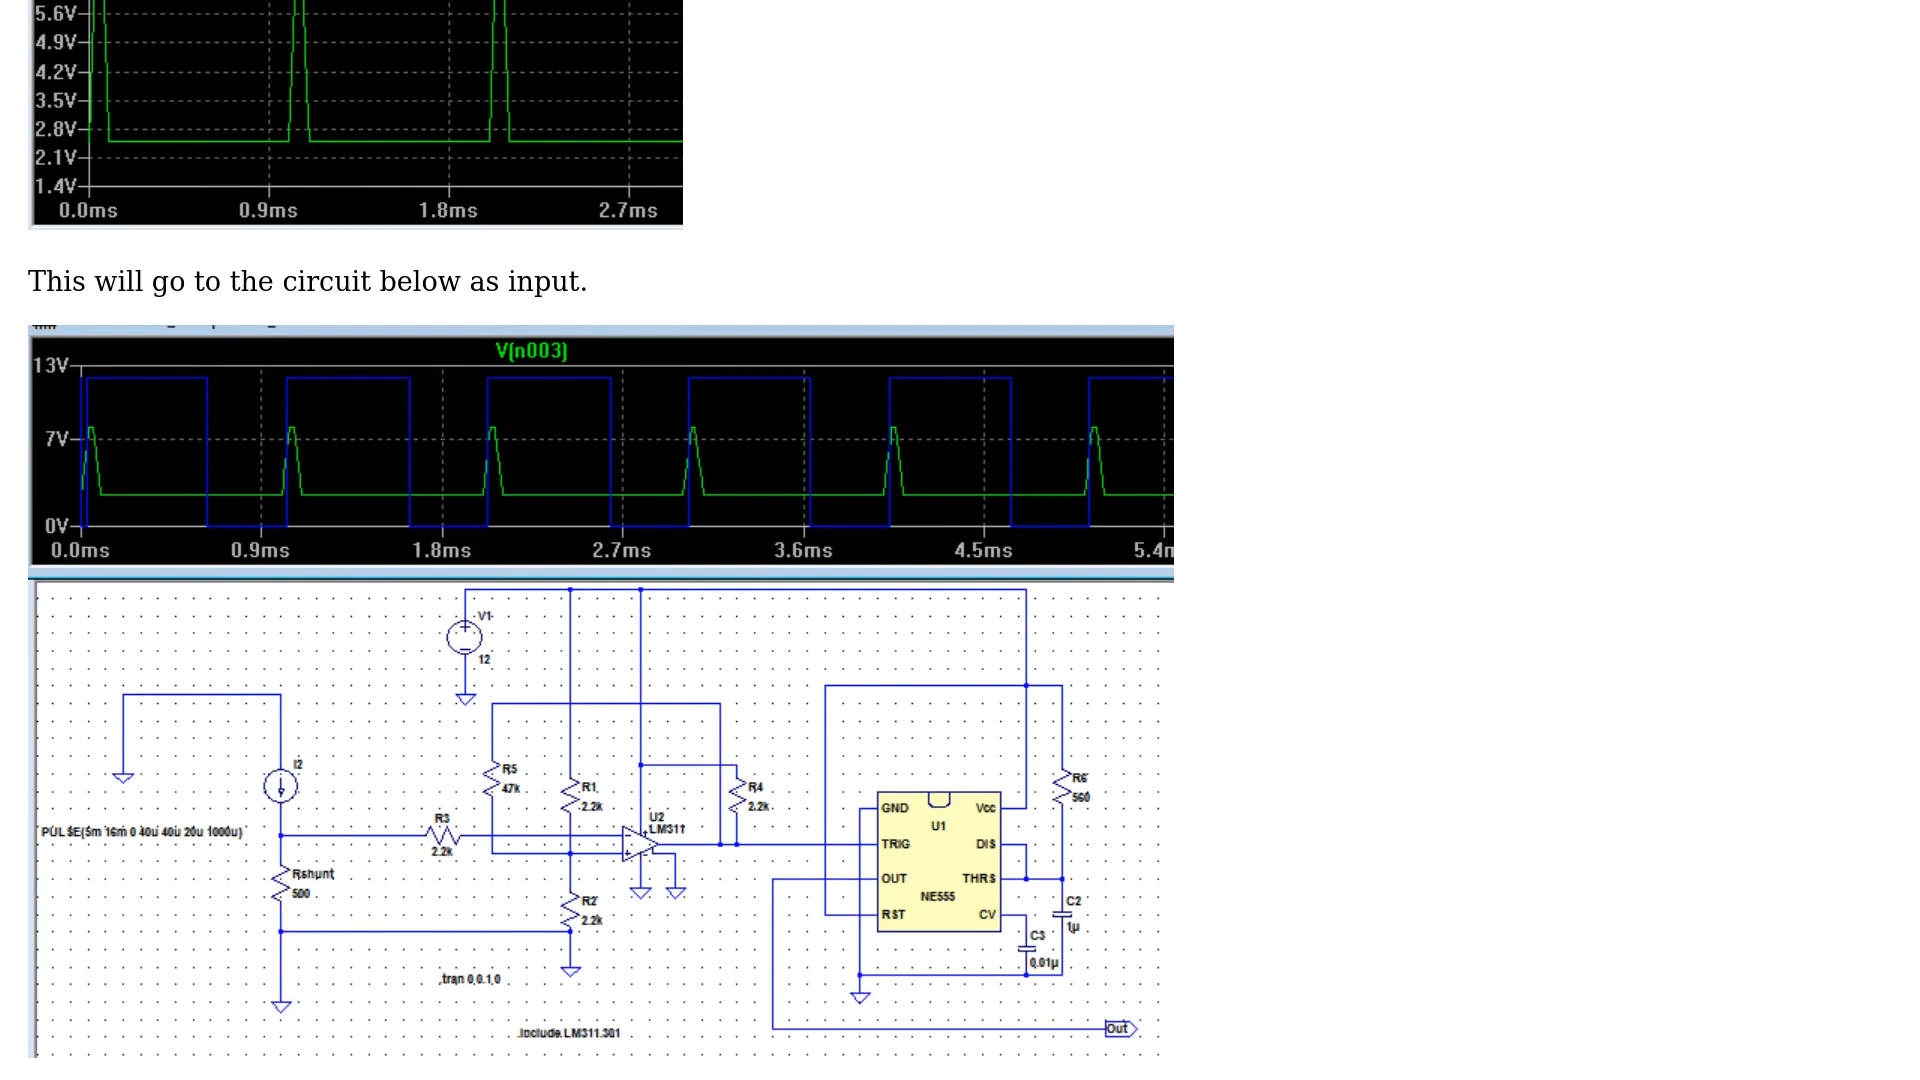 5.6V
4.9V
4.2V
3.5V
2.8V
2.1V
1.4V
0.0ms 0.9ms 1.8ms 2.7ms
This will go to the circuit below as input.
V(n003)
13V
7V
0V
0.0ms 0.9ms 1.8ms 2.7ms 3.6ms 4.5ms 5.4m
V1
12
I2
PULSE(5m 16m 0 40u 40u 20u 1000u)
Rshunt
500
R3
2.2k
R5
47k
R1
2.2k
U2
LM311
R4
2.2k
R2
2.2k
GND Vcc
U1
TRIG DIS
OUT THRS
NE555
RST CV
R6
560
C2
1µ
C3
0.01µ
.tran 0 0.1 0
.include LM311.301
Out